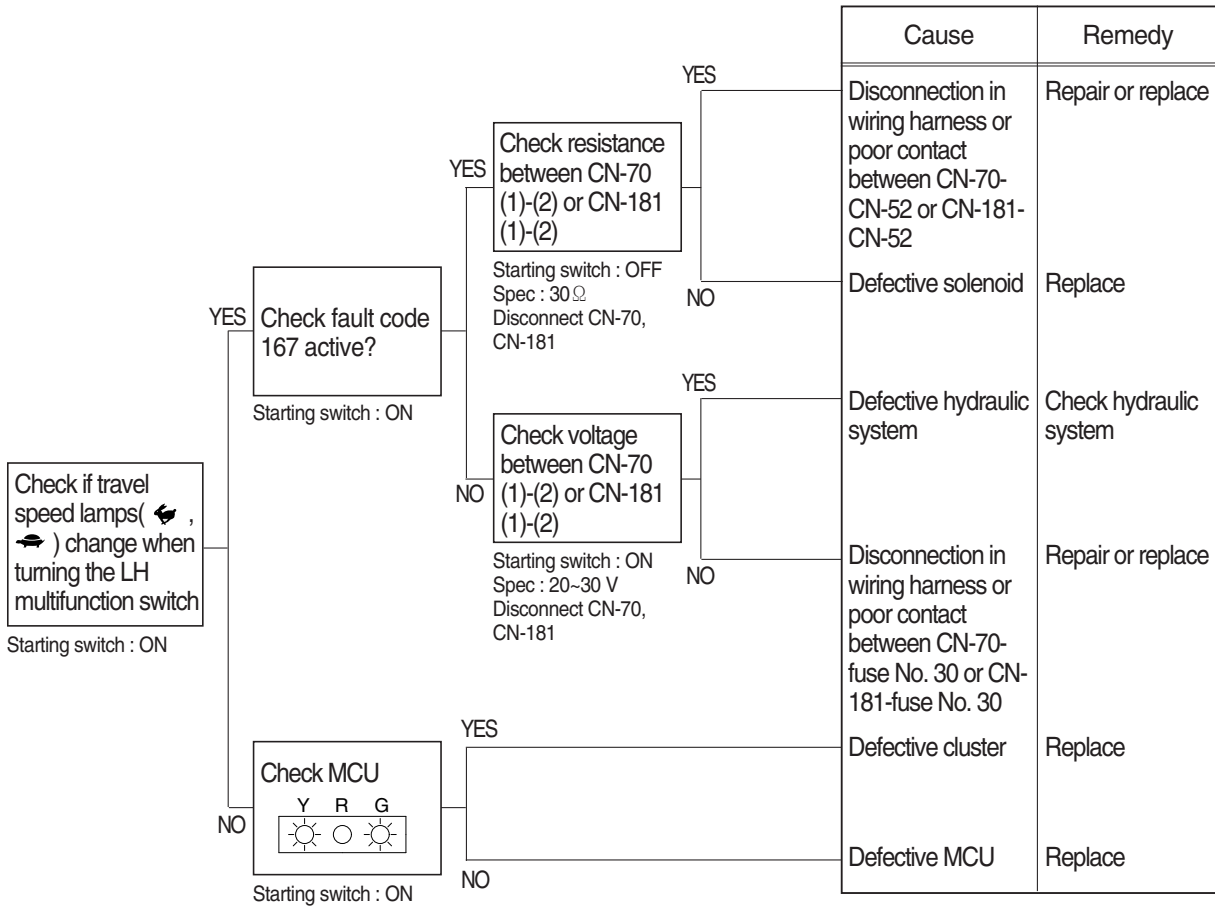 Cause
Remedy
YES
Disconnection in
wiring harness or
poor contact
between CN-70-
CN-52 or CN-181-
CN-52
Repair or replace
YES
Check resistance
between CN-70
(1)-(2) or CN-181
(1)-(2)
Starting switch : OFF
Spec : 30Ω
Disconnect CN-70,
CN-181
NO
Defective solenoid
Replace
YES
Check fault code
167 active?
Starting switch : ON
YES
Defective hydraulic
system
Check hydraulic
system
NO
Check voltage
between CN-70
(1)-(2) or CN-181
(1)-(2)
Starting switch : ON
Spec : 20~30 V
Disconnect CN-70,
CN-181
NO
Disconnection in
wiring harness or
poor contact
between CN-70-
fuse No. 30 or CN-
181-fuse No. 30
Repair or replace
Check if travel
speed lamps( ,
) change when
turning the LH
multifunction switch
Starting switch : ON
YES
Defective cluster
Replace
NO
Check MCU
Y R G
Starting switch : ON
NO
Defective MCU
Replace